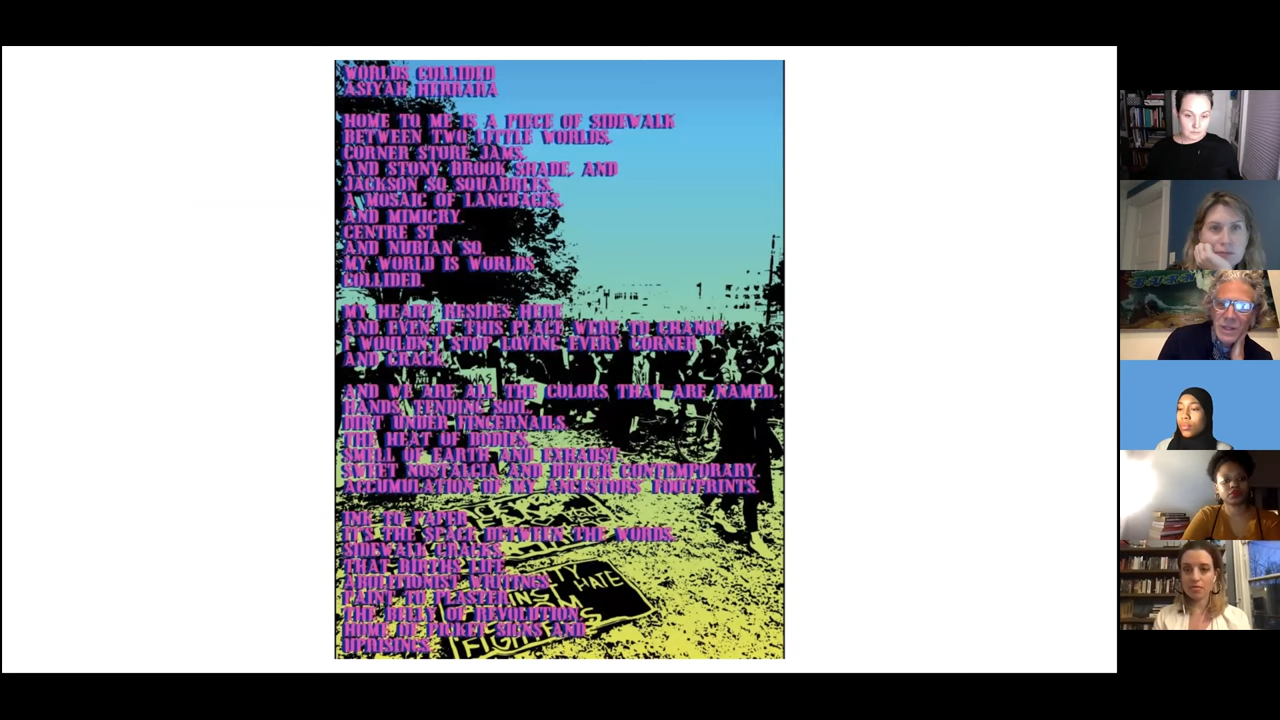 WORLDS COLLIDED
ASIYAH HERRARA
HOME TO ME IS A PIECE OF SIDEWALK
BETWEEN TWO LITTLE WORLDS,
CORNER STORE JAMS,
AND STONY BROOK SHADE, AND
JACKSON SQ SQUABBLES.
A MOSAIC OF LANGUAGES,
AND MIMICRY.
CENTRE ST
AND NUBIAN SQ.
MY WORLD IS WORLDS
COLLIDED.
MY HEART RESIDES HERE
AND EVEN IF THIS PLACE WERE TO CHANGE
I WOULDN'T STOP LOVING EVERY CORNER
AND CRACK.
AND WE ARE ALL THE COLORS THAT ARE NAMED,
HANDS TENDING SOIL,
DIRT UNDER FINGERNAILS,
THE HEAT OF BODIES
SMELL OF EARTH AND EXHAUST
SWEET NOSTALGIA AND BITTER CONTEMPORARY.
ACCUMULATION OF MY ANCESTORS' FOOTPRINTS.
INK TO PAPER
IT'S THE SPACE BETWEEN THE WORDS,
SIDEWALK CRACKS,
THAT BIRTHS LIFE
ABOLITIONIST WRITINGS
PAINT TO PLASTER
THE BELLY OF REVOLUTION
HOME OF PICKET SIGNS AND
UPRISINGS
HATE